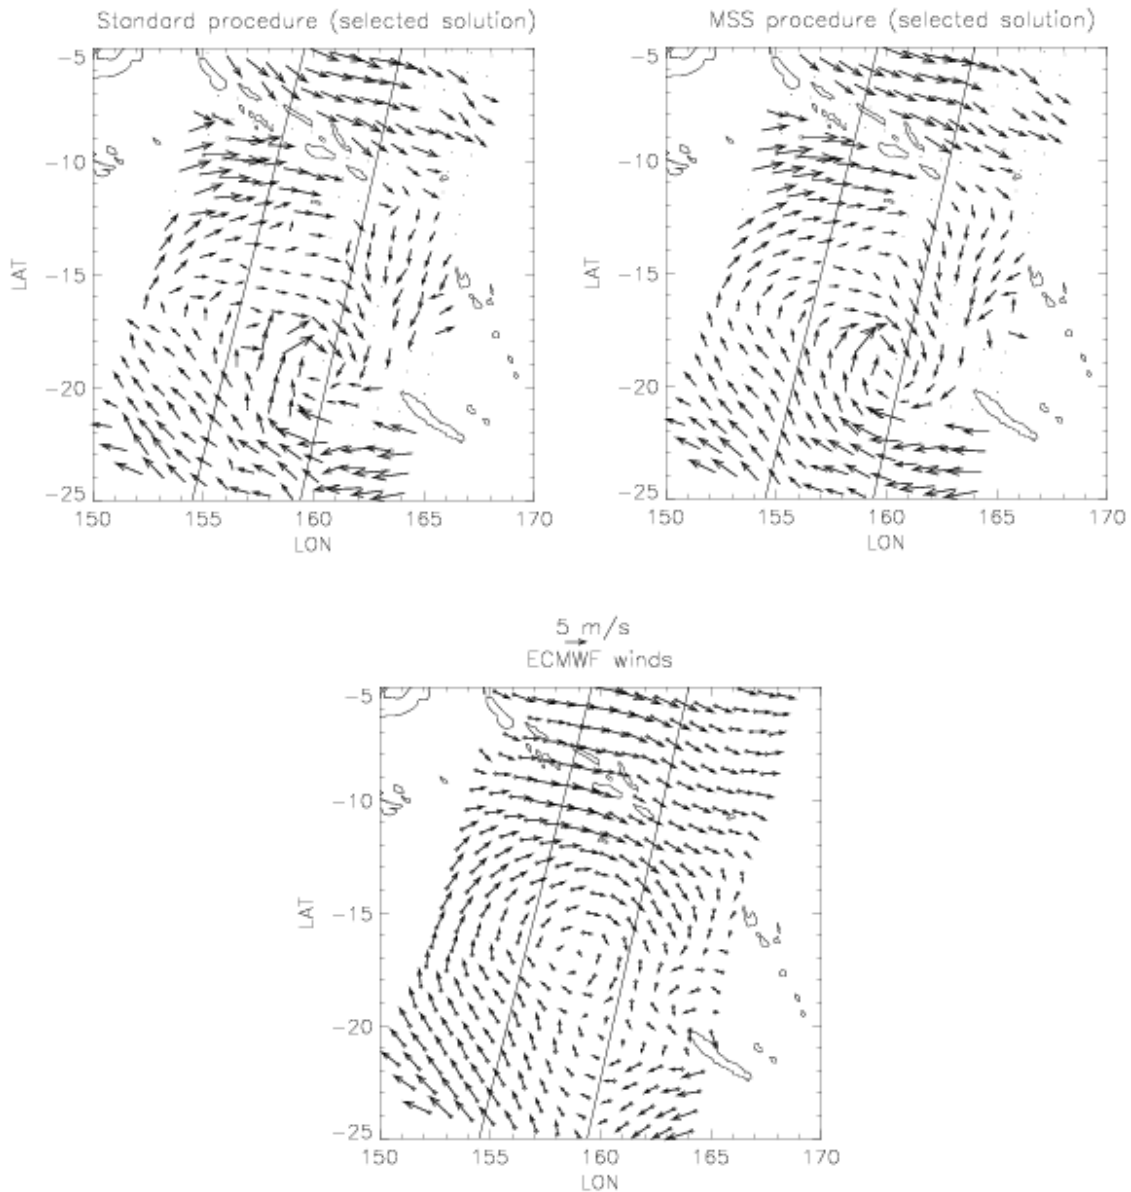 Standard procedure (selected solution)
MSS procedure (selected solution)
-5
-10
-15
-20
-25
LAT
150 155 160 165 170
LON
-5
-10
-15
-20
-25
LAT
150 155 160 165 170
LON
5 m/s
ECMWF winds
-5
-10
-15
-20
-25
LAT
150 155 160 165 170
LON